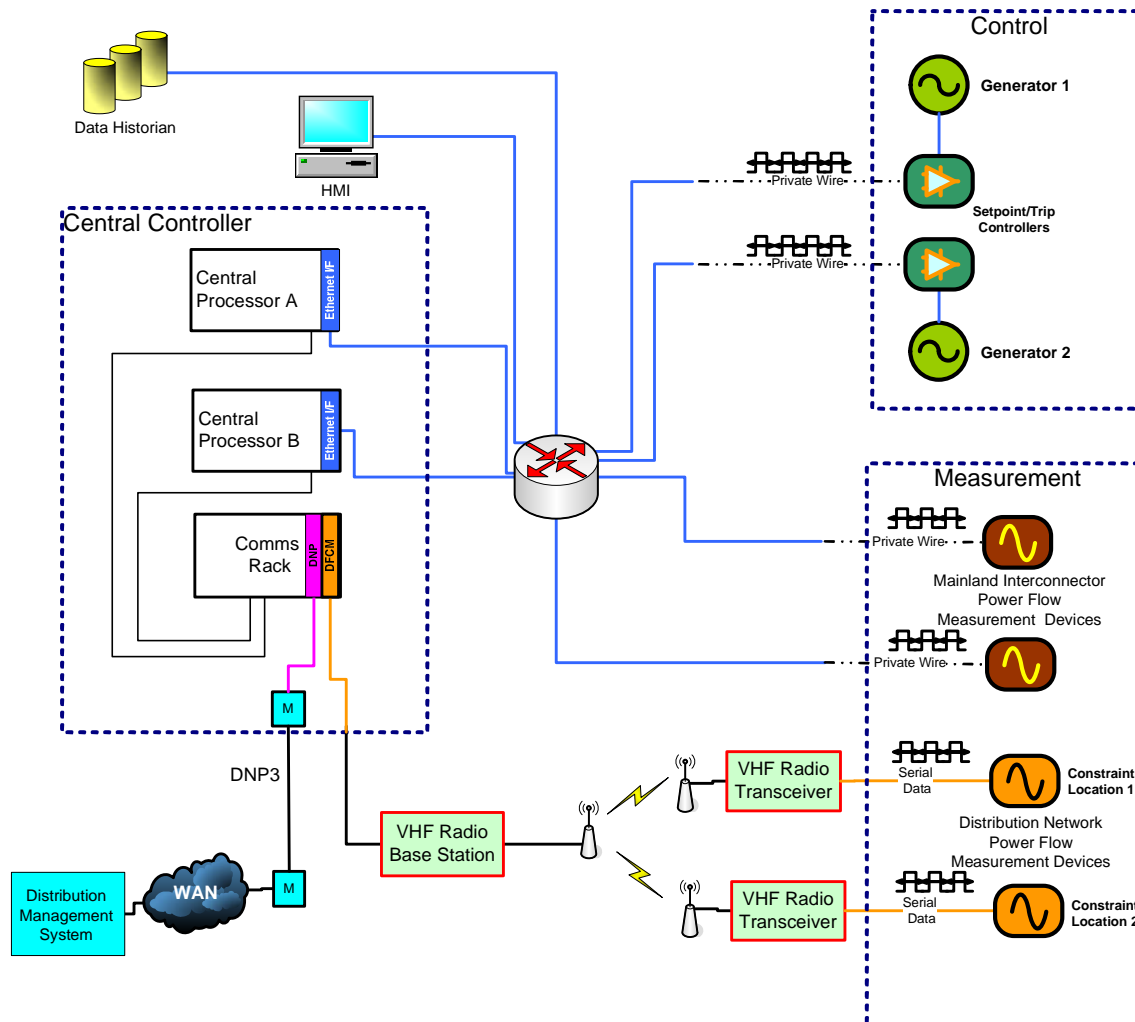 Control
Generator 1
Data Historian
HMI
Private Wire
Setpoint/Trip
Controllers
Private Wire
Generator 2
Central Controller
Central
Processor A
Ethernet I/F
Central
Processor B
Ethernet I/F
Comms
Rack
DNP
DFCM
M
DNP3
M
WAN
Distribution
Management
System
Measurement
Private Wire
Mainland Interconnector
Power Flow
Measurement Devices
Private Wire
VHF Radio
Base Station
VHF Radio
Transceiver
Serial
Data
Constraint
Location 1
Distribution Network
Power Flow
Measurement Devices
VHF Radio
Transceiver
Serial
Data
Constraint
Location 2